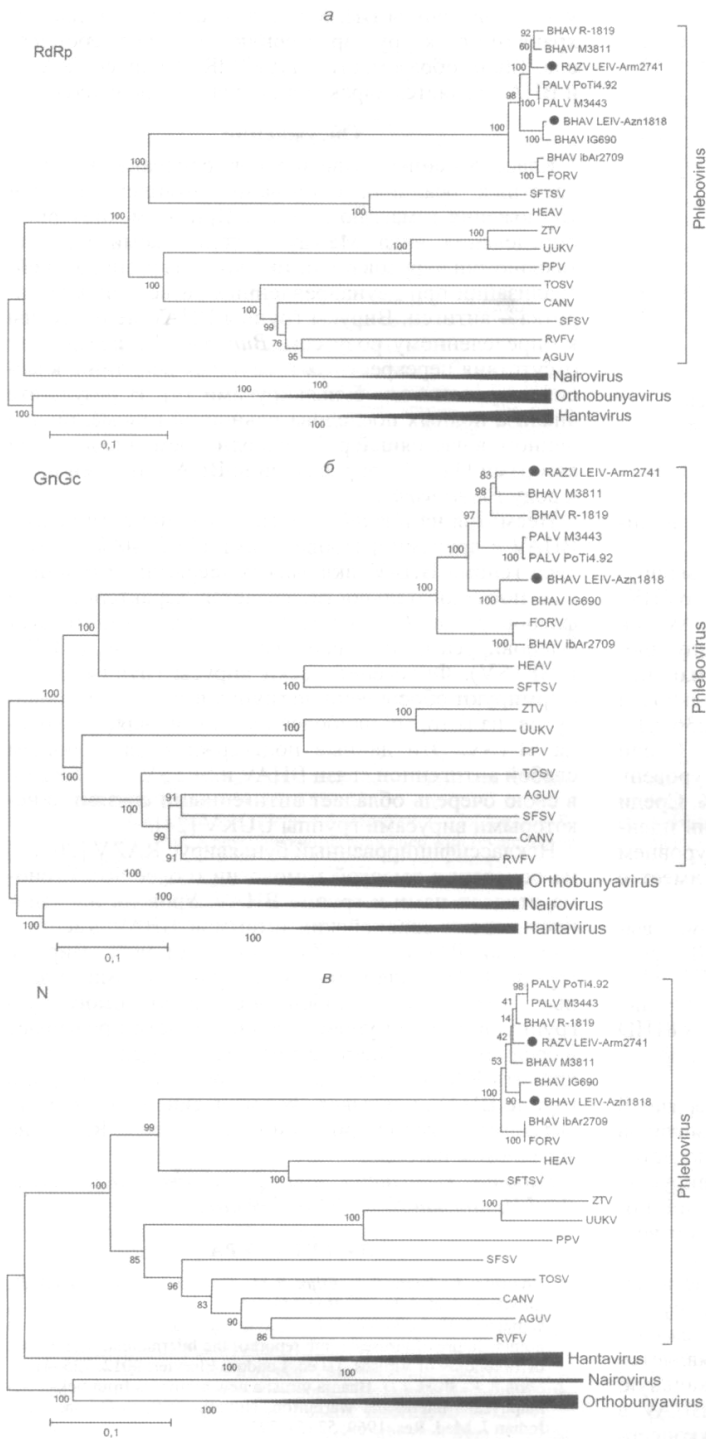 а
RdRp
92
BHAV R-1819
60
BHAV M3811
100
RAZV LEIV-Arm2741
98
PALV PoTi4.92
100
PALV M3443
100
BHAV LEIV-Azn1818
100
BHAV IG690
BHAV ibAr2709
100
FORV
100
SFTSV
100
HEAV
100
ZTV
100
UUKV
100
PPV
100
TOSV
100
CANV
99
SFSV
76
RVFV
95
AGUV
Phlebovirus
100
Nairovirus
100
Orthobunyavirus
100
100
Hantavirus
0,1
б
GnGc
83
RAZV LEIV-Arm2741
98
BHAV M3811
97
BHAV R-1819
PALV M3443
100
PALV PoTi4.92
100
BHAV LEIV-Azn1818
100
BHAV IG690
FORV
100
BHAV ibAr2709
100
HEAV
100
SFTSV
100
ZTV
100
UUKV
100
PPV
100
TOSV
100
91
AGUV
SFSV
99
CANV
91
RVFV
Phlebovirus
100
Orthobunyavirus
100
Nairovirus
100
100
Hantavirus
0,1
в
N
98
PALV PoTi4.92
41
PALV M3443
14
BHAV R-1819
42
RAZV LEIV-Arm2741
53
BHAV M3811
BHAV IG690
100
90
BHAV LEIV-Azn1818
BHAV ibAr2709
100
FORV
99
HEAV
100
SFTSV
100
ZTV
100
UUKV
100
PPV
85
SFSV
96
TOSV
83
CANV
90
AGUV
86
RVFV
Phlebovirus
100
Hantavirus
100
100
Nairovirus
100
Orthobunyavirus
0,1